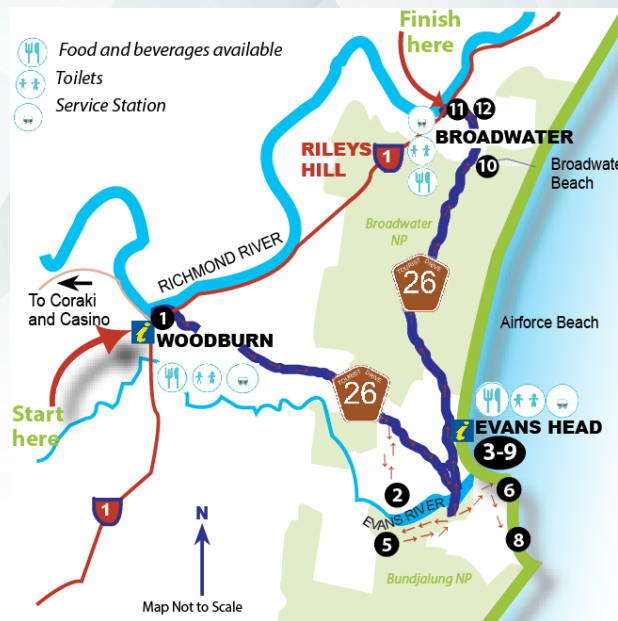 Finish
here
Food and beverages available
Toilets
Service Station
11
12
BROADWATER
RILEYS
HILL
1
10
Broadwate
Beach
Broadwater
NP
RICHMOND RIVER
TOURIST DRIVE
26
To Coraki
and Casino
1
i
WOODBURN
Airforce Beach
TOURIST DRIVE
26
Start
here
i
EVANS HEAD
3-9
2
6
EVANS RIVER
5
8
1
N
Bundjalung NP
Map Not to Scale